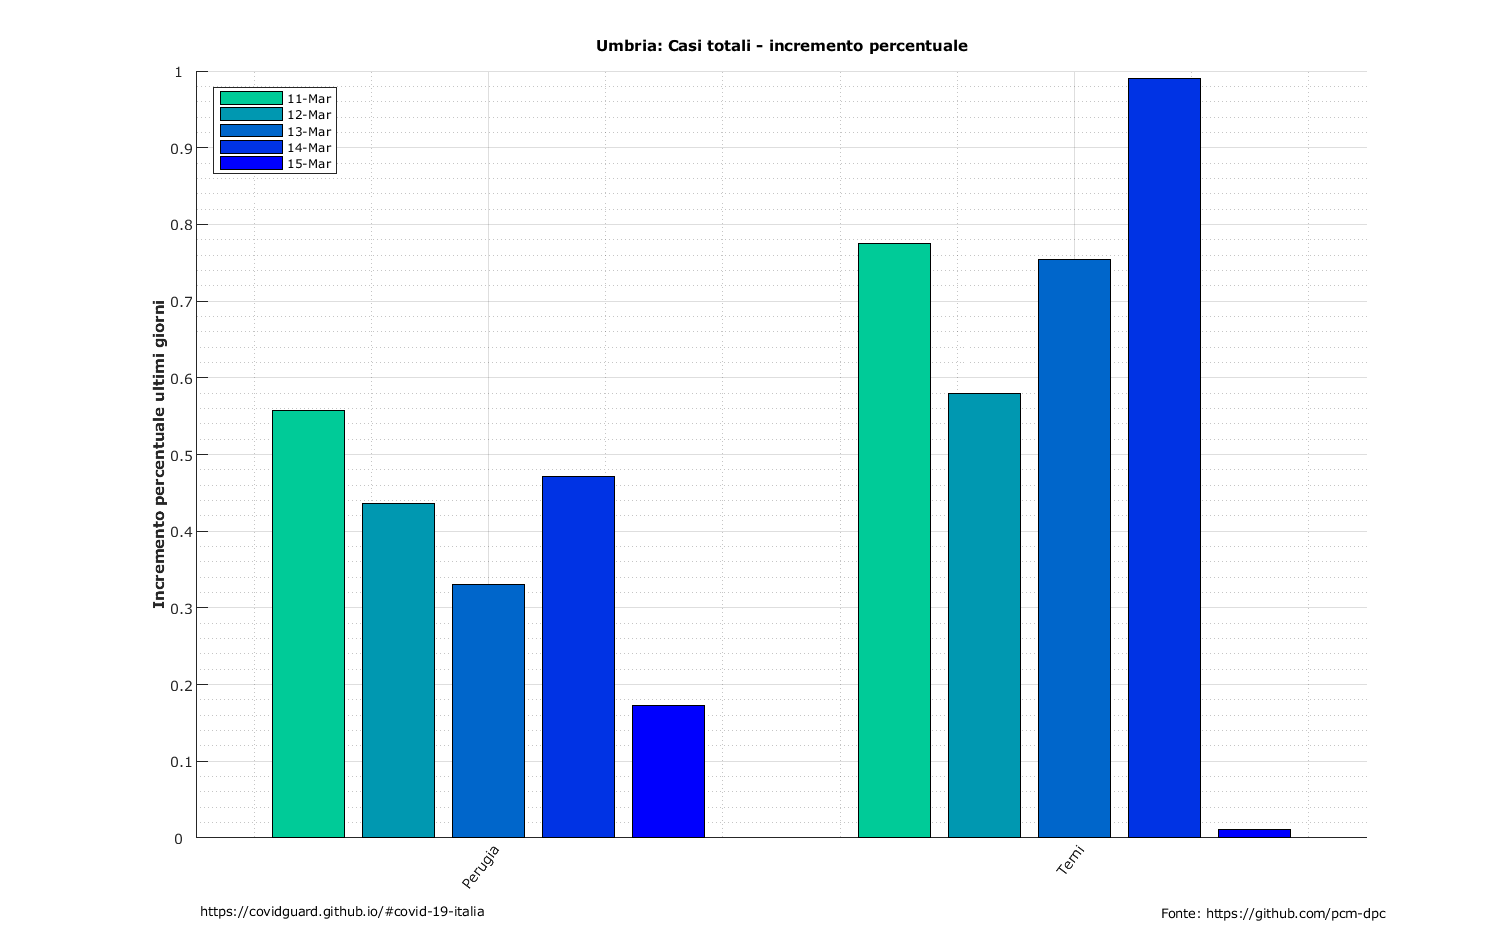 Umbria: Casi totali - incremento percentuale
11-Mar
12-Mar
13-Mar
14-Mar
15-Mar
Incremento percentuale ultimi giorni
1
0.9
0.8
0.7
0.6
0.5
0.4
0.3
0.2
0.1
0
Perugia
Terni
https://covidguard.github.io/#covid-19-italia
Fonte: https://github.com/pcm-dpc